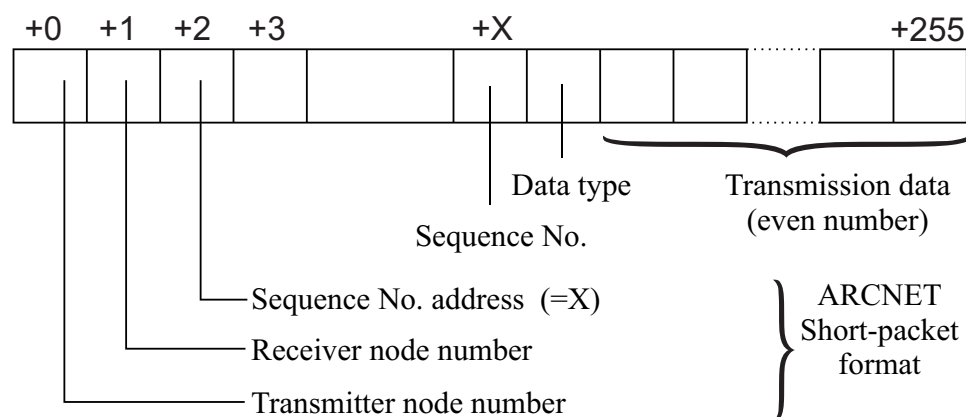 +0 +1 +2 +3 +X +255
Data type
Transmission data
(even number)
Sequence No.
Sequence No. address (=X)
Receiver node number
Transmitter node number
ARCNET
Short-packet
format